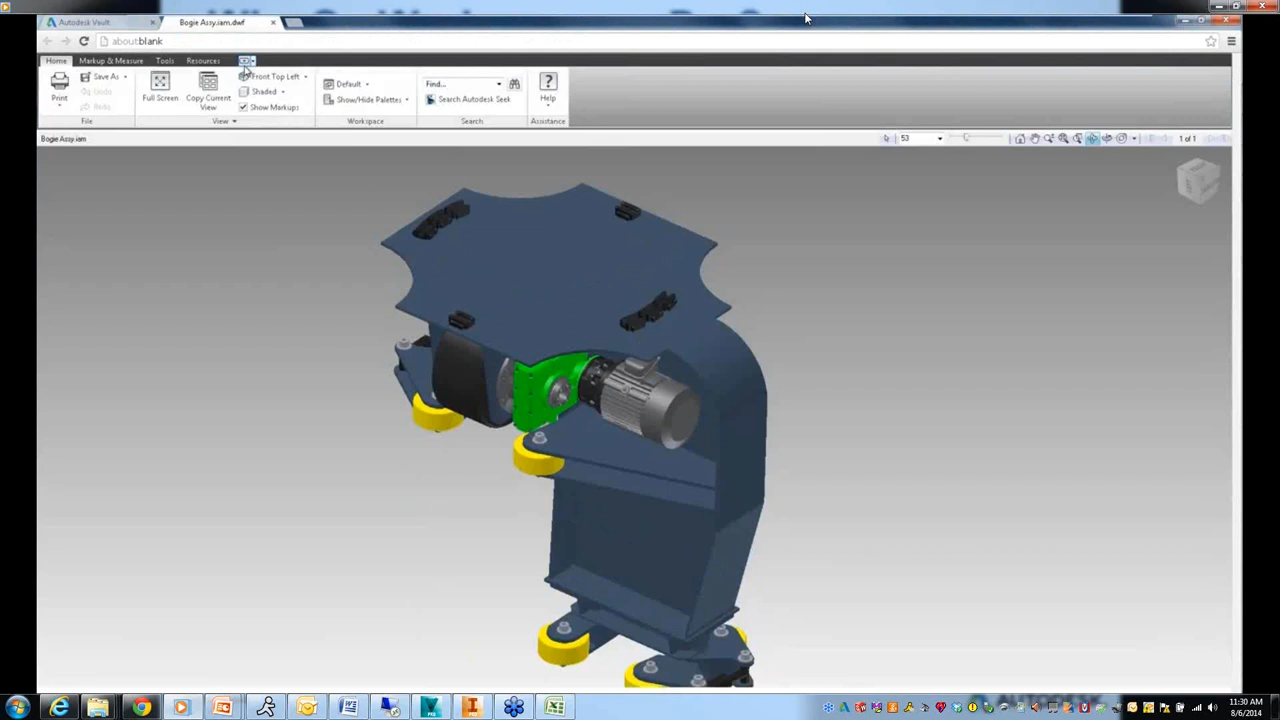 Autodesk Vault
Bogie Assy.iam.dwf
about:blank
Home
Markup & Measure
Tools
Resources
Print
Save As
Undo
Redo
File
Full Screen
Copy Current
View
Front Top Left
Shaded
Show Markups
View
Default
Show/Hide Palettes
Workspace
Find...
Search Autodesk Seek
Search
Help
Assistance
Bogie Assy.iam
53
1 of 1
11:30 AM
8/6/2014